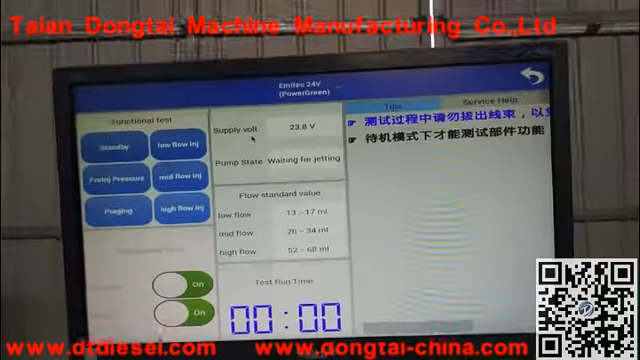 Taian Dongtai Machine Manufacturing Co.,Ltd
Emitec 24V
(PowerGreen)
Functional test
Standby
low flow inj
PreInj Pressure
mid flow inj
Purging
high flow inj
On
On
Supply volt
23.8 V
Pump State
Waiting for jetting
Flow standard value
low flow
13-17 ml
mid flow
26-34 ml
high flow
52-68 ml
Test Run Time
00:00
Tips
Service Help
☞ 测试过程中请勿拔出线束，以
☞ 待机模式下才能测试部件功能
www.dtdiesel.com
www.dongtai-china.com